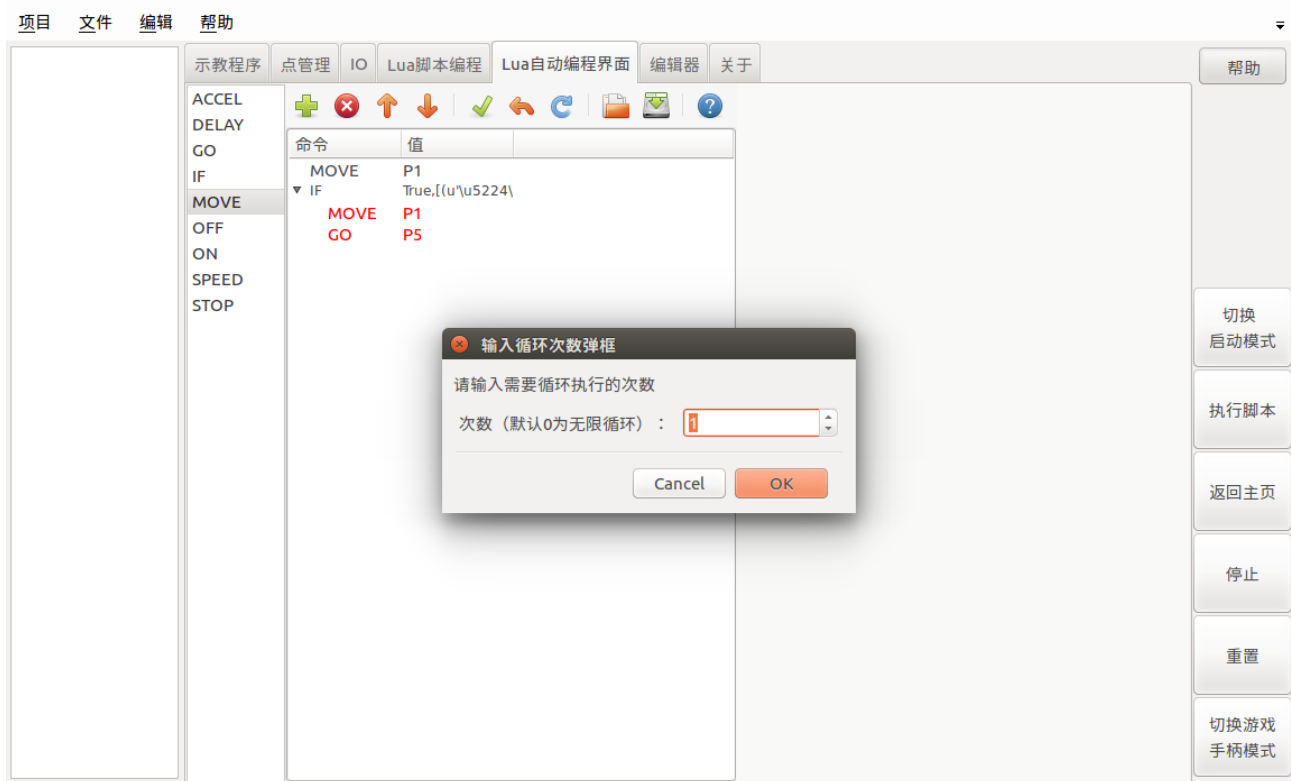 项目 文件 编辑 帮助
示教程序 点管理 IO Lua脚本编程 Lua自动编程界面 编辑器 关于
帮助
ACCEL
DELAY
GO
IF
MOVE
OFF
ON
SPEED
STOP
命令 值
MOVE P1
IF True,[(u'\u5224\
MOVE P1
GO P5
输入循环次数弹框
请输入需要循环执行的次数
次数（默认0为无限循环）： 1
Cancel OK
切换
启动模式
执行脚本
返回主页
停止
重置
切换游戏
手柄模式